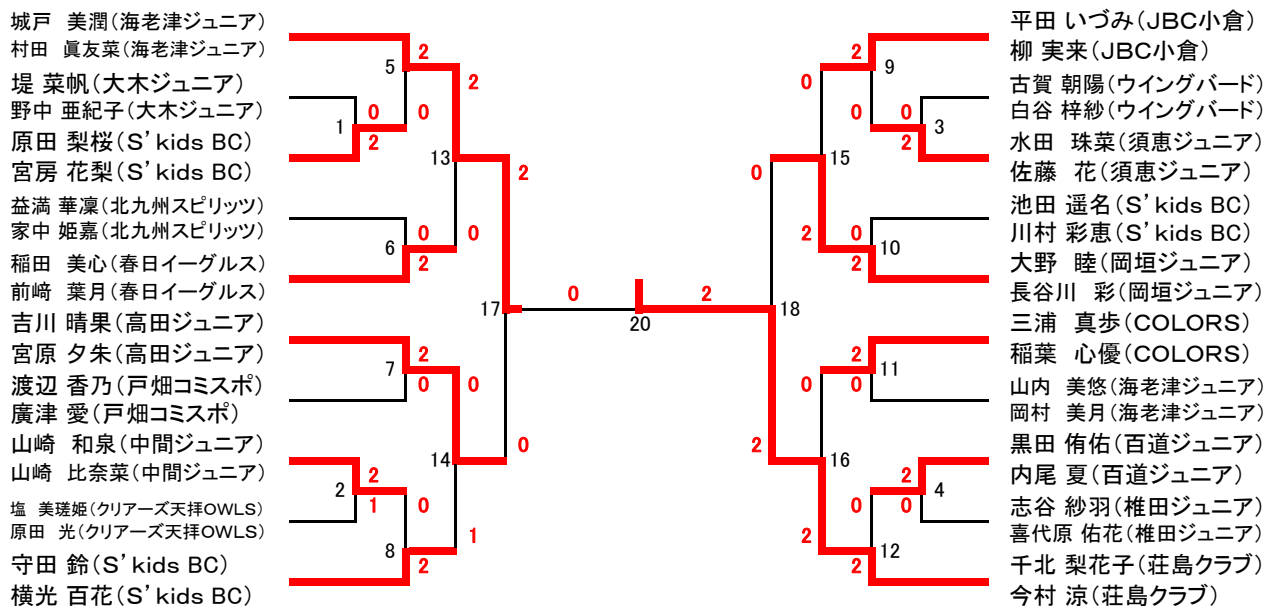 城戸　美潤(海老津ジュニア)
村田　眞友菜(海老津ジュニア)
堤 菜帆(大木ジュニア)
野中 亜紀子(大木ジュニア)
原田 梨桜(S’kids BC)
宮房 花梨(S’kids BC)
益満 華凜(北九州スピリッツ)
家中 姫嘉(北九州スピリッツ)
稲田　美心(春日イーグルス)
前﨑　葉月(春日イーグルス)
吉川 晴果(高田ジュニア)
宮原 夕朱(高田ジュニア)
渡辺 香乃(戸畑コミスポ)
廣津 愛(戸畑コミスポ)
山崎　和泉(中間ジュニア)
山崎　比奈菜(中間ジュニア)
塩　美瑳姫(クリアーズ天拝OWLS)
原田　光(クリアーズ天拝OWLS)
守田 鈴(S’kids BC)
横光 百花(S’kids BC)
5
2
0
1
0
2
13
2
0
6
0
2
17
2
0
7
2
0
14
0
1
2
2
1
8
0
2
0
20
2
18
0
2
15
0
2
9
2
0
3
0
2
10
0
2
16
0
2
11
2
0
4
2
0
12
0
2
平田 いづみ(JBC小倉)
柳 実来(JBC小倉)
古賀 朝陽(ウイングバード)
白谷 梓紗(ウイングバード)
水田　珠菜(須恵ジュニア)
佐藤　花(須恵ジュニア)
池田 遥名(S’kids BC)
川村 彩恵(S’kids BC)
大野　睦(岡垣ジュニア)
長谷川　彩(岡垣ジュニア)
三浦　真歩(COLORS)
稲葉　心優(COLORS)
山内　美悠(海老津ジュニア)
岡村　美月(海老津ジュニア)
黒田 侑佑(百道ジュニア)
内尾 夏(百道ジュニア)
志谷 紗羽(椎田ジュニア)
喜代原 佑花(椎田ジュニア)
千北 梨花子(荘島クラブ)
今村 涼(荘島クラブ)